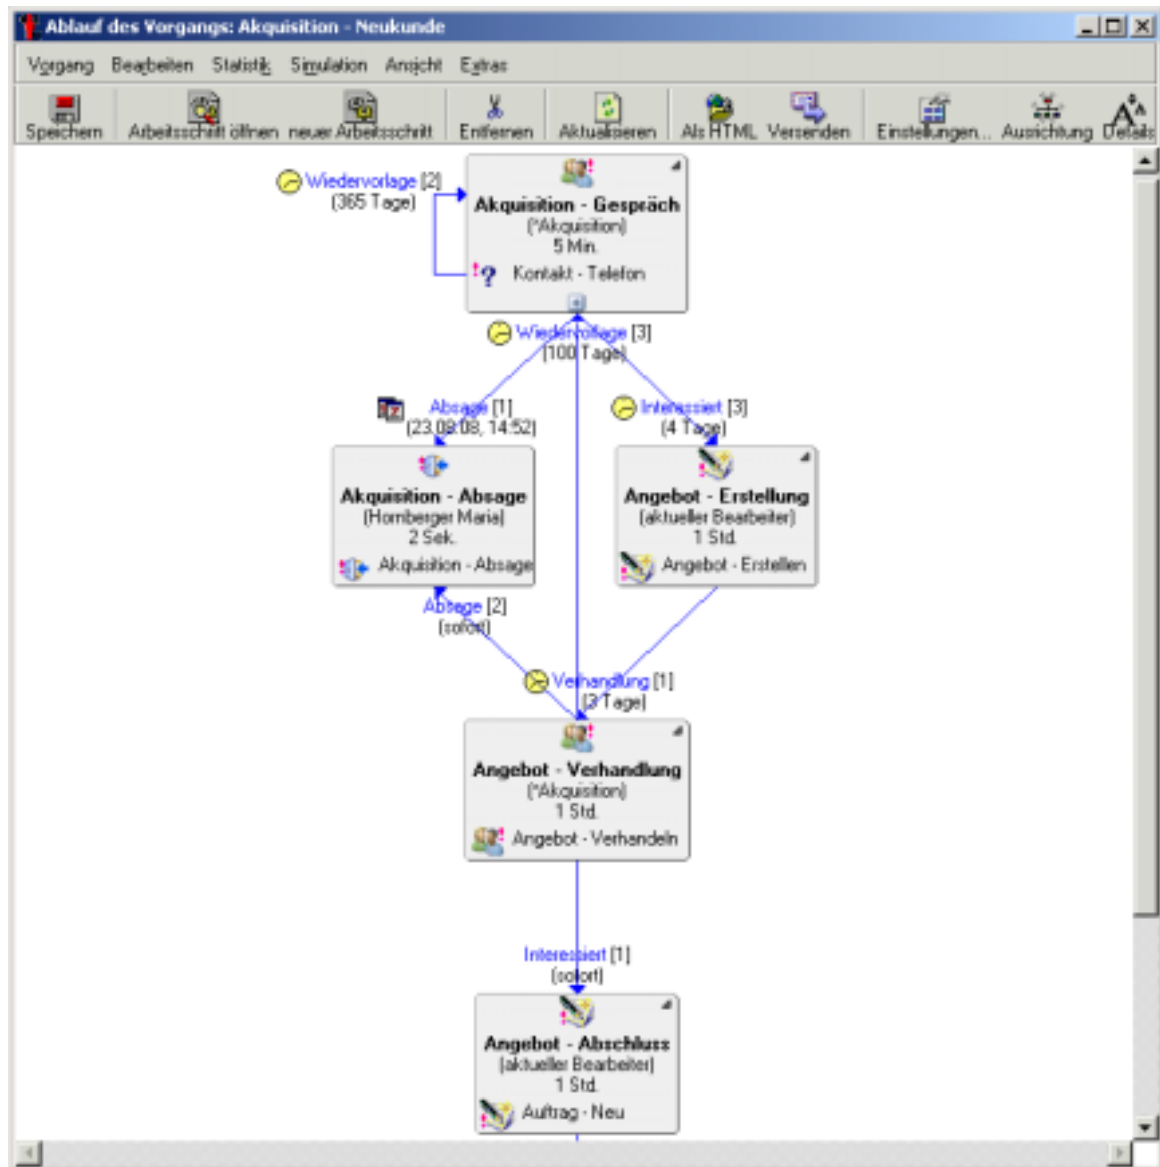 Ablauf des Vorgangs: Akquisition - Neukunde
Vorgang Bearbeiten Statistik Simulation Ansicht Extras
Speichern Arbeitsschritt öffnen neuer Arbeitsschritt Entfernen Aktualisieren Als HTML Versenden Einstellungen... Ausrichtung Details
Wiedervorlage [2]
(365 Tage)
Akquisition - Gespräch
(*Akquisition)
5 Min.
Kontakt - Telefon
Wiedervorlage [3]
(100 Tage)
Absage [1]
(23.08.08, 14:52)
Interessiert [3]
(4 Tage)
Akquisition - Absage
(Homberger Maria)
2 Sek.
Akquisition - Absage
Angebot - Erstellung
(aktueller Bearbeiter)
1 Std.
Angebot - Erstellen
Absage [2]
(sofort)
Verhandlung [1]
(3 Tage)
Angebot - Verhandlung
(*Akquisition)
1 Std.
Angebot - Verhandeln
Interessiert [1]
(sofort)
Angebot - Abschluss
(aktueller Bearbeiter)
1 Std.
Auftrag - Neu